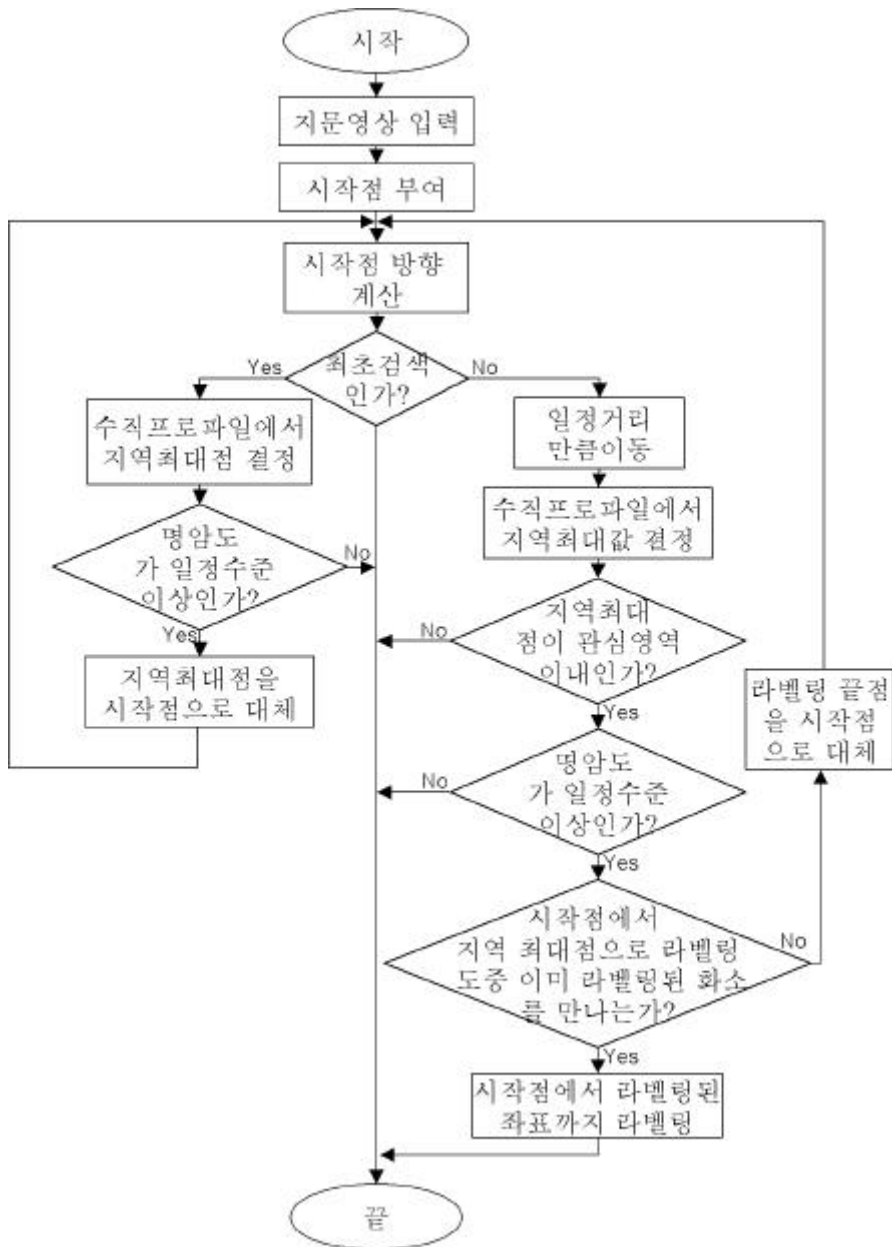 시작
지문영상 입력
시작점 부여
시작점 방향
계산
최초검색
인가?
Yes
No
수직프로파일에서
지역최대점 결정
명암도
가 일정수준
이상인가?
No
Yes
지역최대점을
시작점으로 대체
일정거리
만큼이동
수직프로파일에서
지역최대값 결정
지역최대
점이 관심영역
이내인가?
No
Yes
명암도
가 일정수준
이상인가?
No
Yes
시작점에서
지역 최대점으로 라벨링
도중 이미 라벨링된 화소
를 만나는가?
No
Yes
라벨링 끝점
을 시작점
으로 대체
시작점에서 라벨링된
좌표까지 라벨링
끝